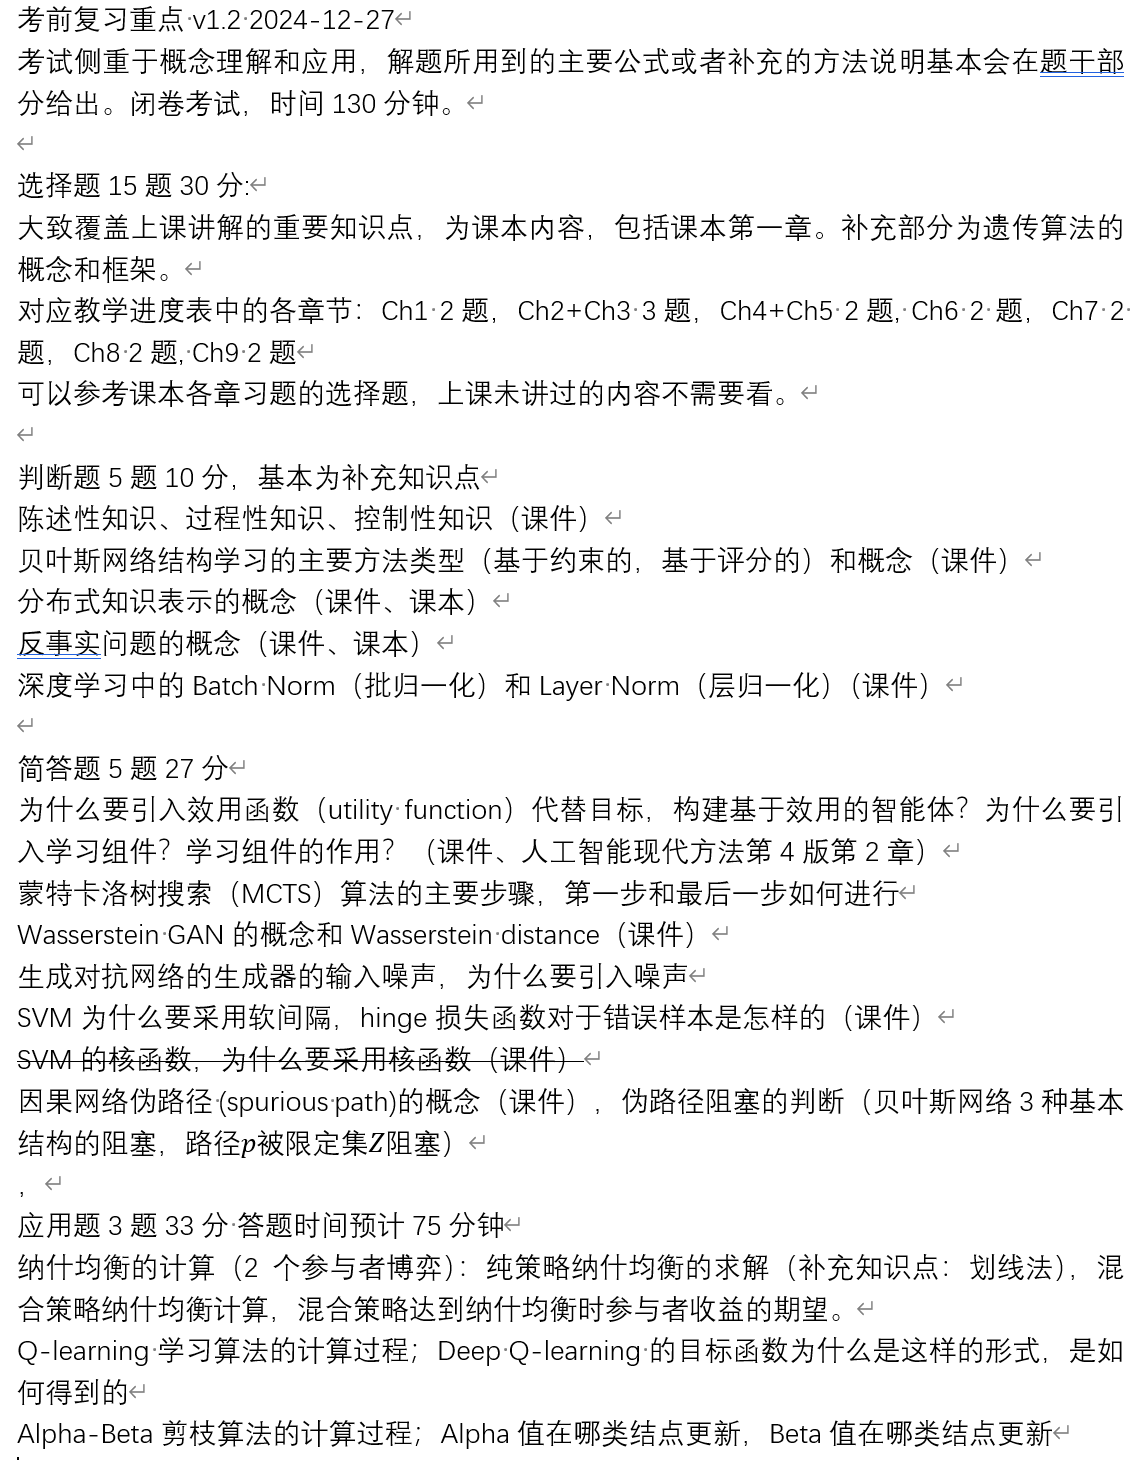 考前复习重点 v1.2 2024-12-27
考试侧重于概念理解和应用，解题所用到的主要公式或者补充的方法说明基本会在题干部
分给出。闭卷考试，时间 130 分钟。
选择题 15 题 30 分:
大致覆盖上课讲解的重要知识点，为课本内容，包括课本第一章。补充部分为遗传算法的
概念和框架。
对应教学进度表中的各章节：Ch1 2 题，Ch2+Ch3 3 题，Ch4+Ch5 2 题, Ch6 2 题，Ch7 2
题，Ch8 2 题, Ch9 2 题
可以参考课本各章习题的选择题，上课未讲过的内容不需要看。
判断题 5 题 10 分，基本为补充知识点
陈述性知识、过程性知识、控制性知识（课件）
贝叶斯网络结构学习的主要方法类型（基于约束的，基于评分的）和概念（课件）
分布式知识表示的概念（课件、课本）
反事实问题的概念（课件、课本）
深度学习中的 Batch Norm（批归一化）和 Layer Norm（层归一化）（课件）
简答题 5 题 27 分
为什么要引入效用函数（utility function）代替目标，构建基于效用的智能体？为什么要引
入学习组件？学习组件的作用？（课件、人工智能现代方法第 4 版第 2 章）
蒙特卡洛树搜索（MCTS）算法的主要步骤，第一步和最后一步如何进行
Wasserstein GAN 的概念和 Wasserstein distance（课件）
生成对抗网络的生成器的输入噪声，为什么要引入噪声
SVM 为什么要采用软间隔，hinge 损失函数对于错误样本是怎样的（课件）
SVM 的核函数，为什么要采用核函数（课件）
因果网络伪路径 (spurious path)的概念（课件），伪路径阻塞的判断（贝叶斯网络 3 种基本
结构的阻塞，路径p被限定集Z阻塞）
，
应用题 3 题 33 分 答题时间预计 75 分钟
纳什均衡的计算（2 个参与者博弈）：纯策略纳什均衡的求解（补充知识点：划线法），混
合策略纳什均衡计算，混合策略达到纳什均衡时参与者收益的期望。
Q-learning 学习算法的计算过程；Deep Q-learning 的目标函数为什么是这样的形式，是如
何得到的
Alpha-Beta 剪枝算法的计算过程；Alpha 值在哪类结点更新，Beta 值在哪类结点更新